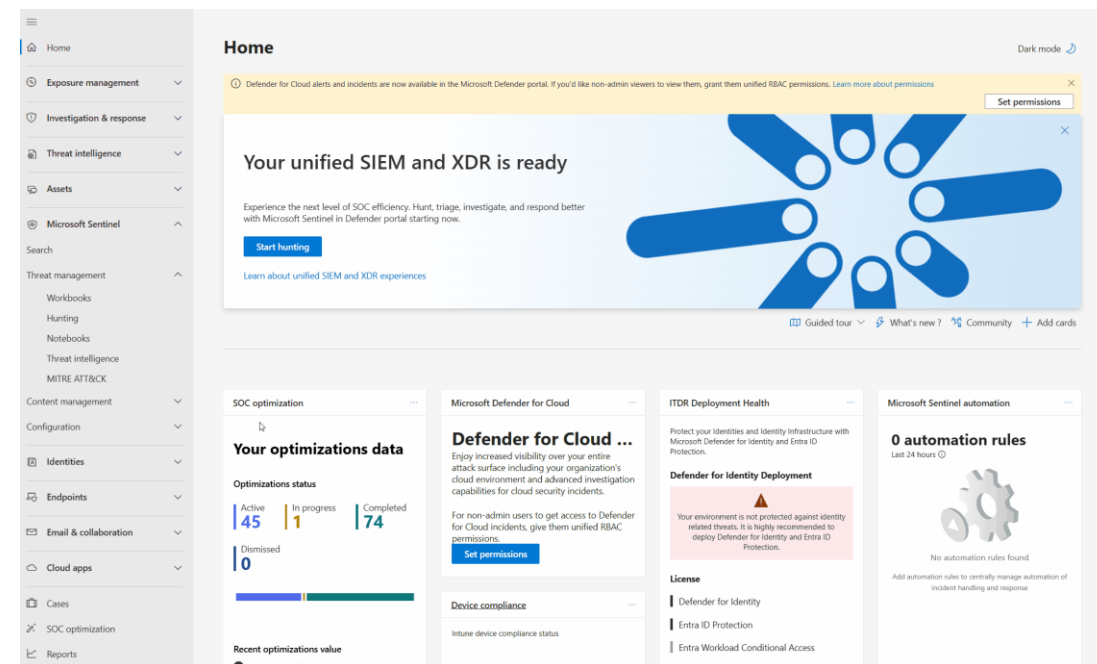 Home
Exposure management
Investigation & response
Threat intelligence
Assets
Microsoft Sentinel
Search
Threat management
Workbooks
Hunting
Notebooks
Threat intelligence
MITRE ATT&CK
Content management
Configuration
Identities
Endpoints
Email & collaboration
Cloud apps
Cases
SOC optimization
Reports
Home
Dark mode
Defender for Cloud alerts and incidents are now available in the Microsoft Defender portal. If you'd like non-admin viewers to view them, grant them unified RBAC permissions. Learn more about permissions
Set permissions
Your unified SIEM and XDR is ready
Experience the next level of SOC efficiency. Hunt, triage, investigate, and respond better
with Microsoft Sentinel in Defender portal starting
now.
Start hunting
Learn about unified SIEM and XDR experiences
Guided tour
What's new ?
Community
Add cards
SOC optimization
Your optimizations data
Optimizations status
Active
45
In progress
1
Completed
74
Dismissed
0
Recent optimizations value
Microsoft Defender for Cloud
Defender for Cloud ...
Enjoy increased visibility over your entire
attack surface including your organization's
cloud environment and advanced investigation
capabilities for cloud security incidents.
For non-admin users to get access to Defender
for Cloud incidents, give them unified RBAC
permissions.
Set permissions
Device compliance
Intune device compliance status
ITDR Deployment Health
Protect your Identities and Identity Infrastructure with
Microsoft Defender for Identity and Entra ID
Protection.
Defender for Identity Deployment
Your environment is not protected against identity
related threats. It is highly recommended to
deploy Defender for Identity and Entra ID
Protection.
License
Defender for Identity
Entra ID Protection
Entra Workload Conditional Access
Microsoft Sentinel automation
0 automation rules
Last 24 hours
No automation rules found
Add automation rules to centrally manage automation of
incident handling and response